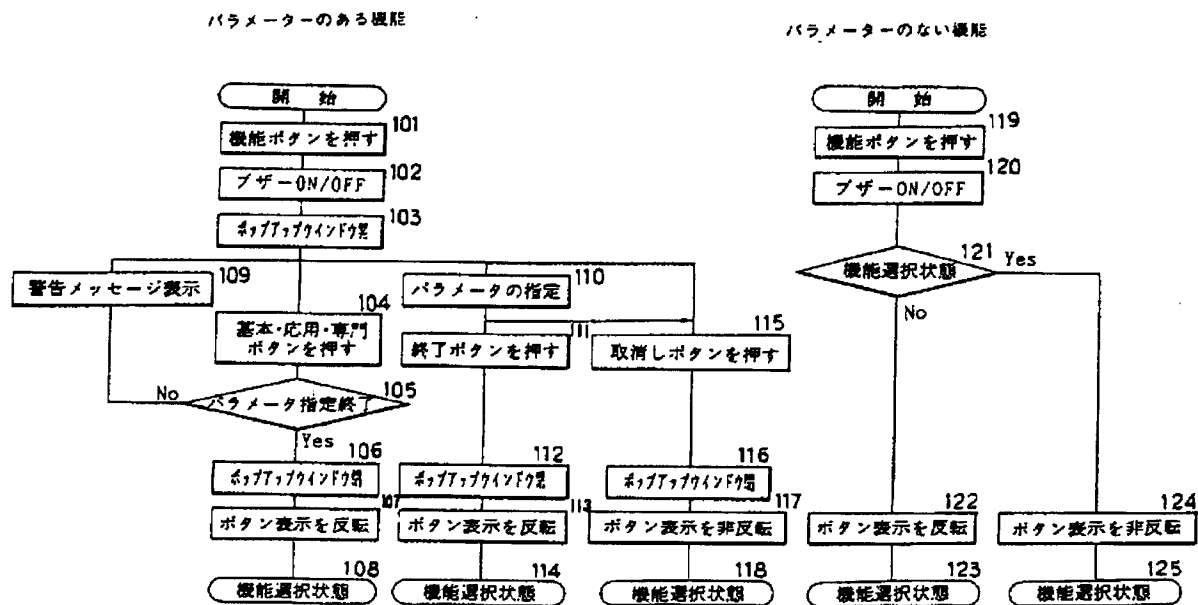 パラメーターのある機能
開 始
機能ボタンを押す
101
ブザーON/OFF
102
ポップアップウインドウ開
103
警告メッセージ表示
109
基本・応用・専門
ボタンを押す
104
パラメータ指定終了
105
No
Yes
ポップアップウインドウ閉
106
ボタン表示を反転
107
機能選択状態
108
パラメータの指定
110
終了ボタンを押す
111
ポップアップウインドウ閉
112
ボタン表示を反転
113
機能選択状態
114
取消しボタンを押す
115
ポップアップウインドウ閉
116
ボタン表示を非反転
117
機能選択状態
118
パラメーターのない機能
開 始
機能ボタンを押す
119
ブザーON/OFF
120
機能選択状態
121
Yes
No
ボタン表示を反転
122
機能選択状態
123
ボタン表示を非反転
124
機能選択状態
125